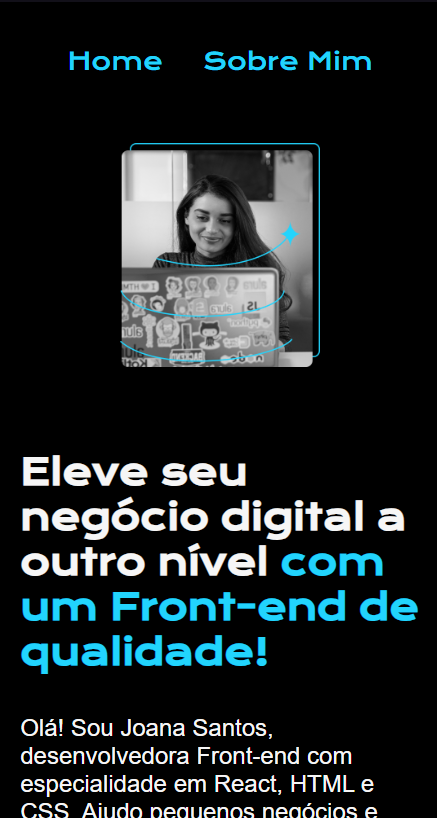 Home Sobre Mim
Eleve seu
negócio digital a
outro nível com
um Front-end de
qualidade!
Olá! Sou Joana Santos,
desenvolvedora Front-end com
especialidade em React, HTML e
CSS. Ajudo pequenos negócios e